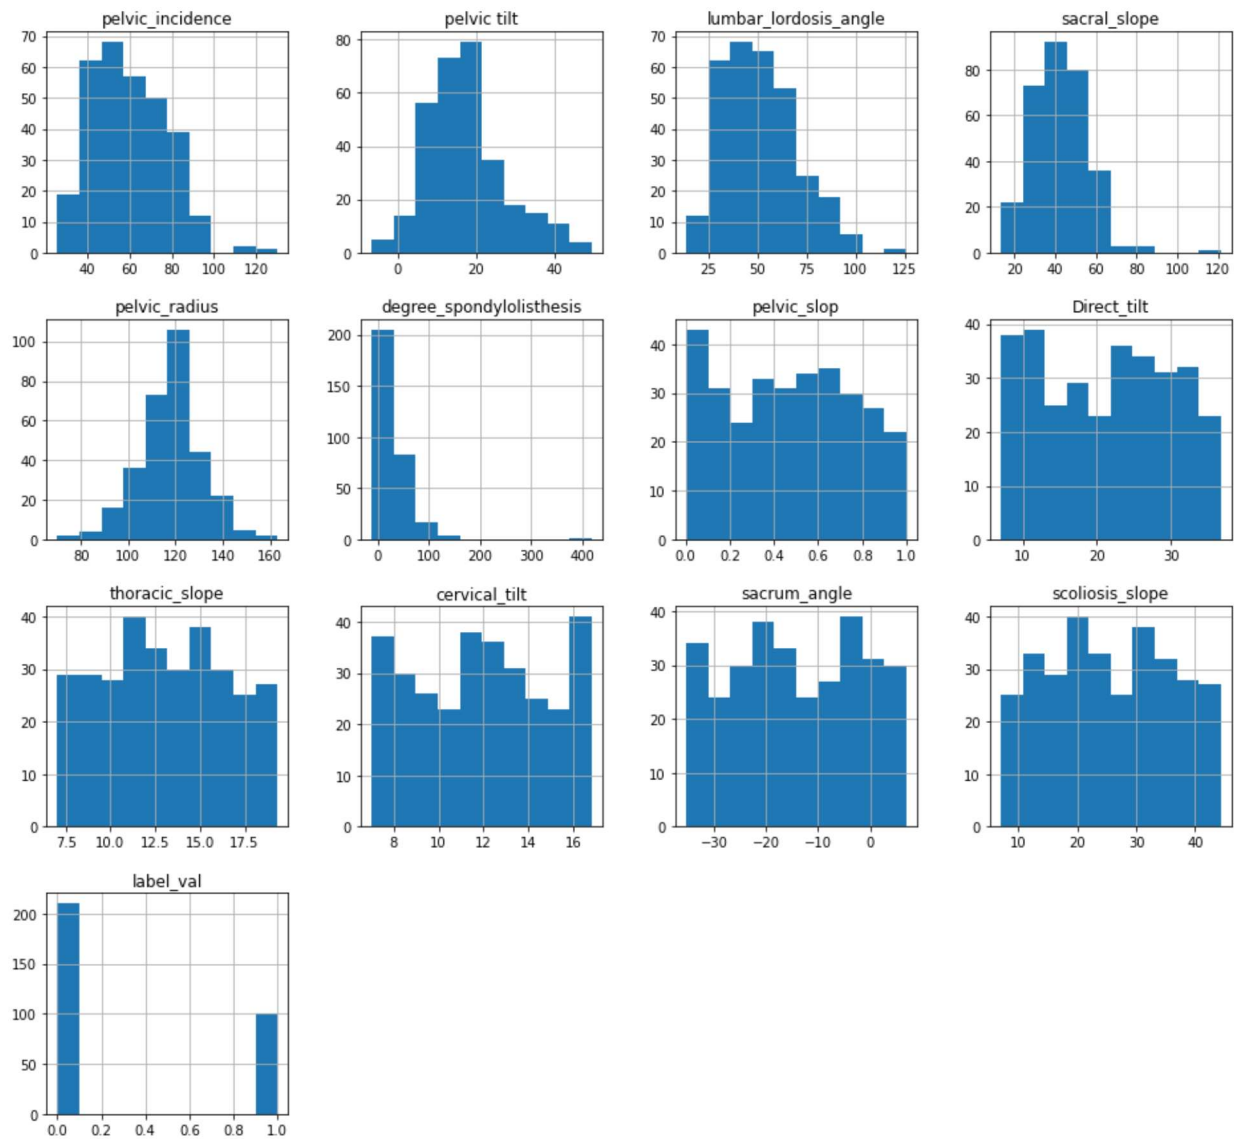 pelvic_incidence
70
60
50
40
30
20
10
0
40 60 80 100 120
pelvic tilt
80
60
40
20
0
0 20 40
lumbar_lordosis_angle
70
60
50
40
30
20
10
0
25 50 75 100 125
sacral_slope
80
60
40
20
0
20 40 60 80 100 120
pelvic_radius
100
80
60
40
20
0
80 100 120 140 160
degree_spondylolisthesis
200
150
100
50
0
0 100 200 300 400
pelvic_slop
40
30
20
10
0
0.0 0.2 0.4 0.6 0.8 1.0
Direct_tilt
40
30
20
10
0
10 20 30
thoracic_slope
40
30
20
10
0
7.5 10.0 12.5 15.0 17.5
cervical_tilt
40
30
20
10
0
8 10 12 14 16
sacrum_angle
40
30
20
10
0
−30 −20 −10 0
scoliosis_slope
40
30
20
10
0
10 20 30 40
label_val
200
150
100
50
0
0.0 0.2 0.4 0.6 0.8 1.0